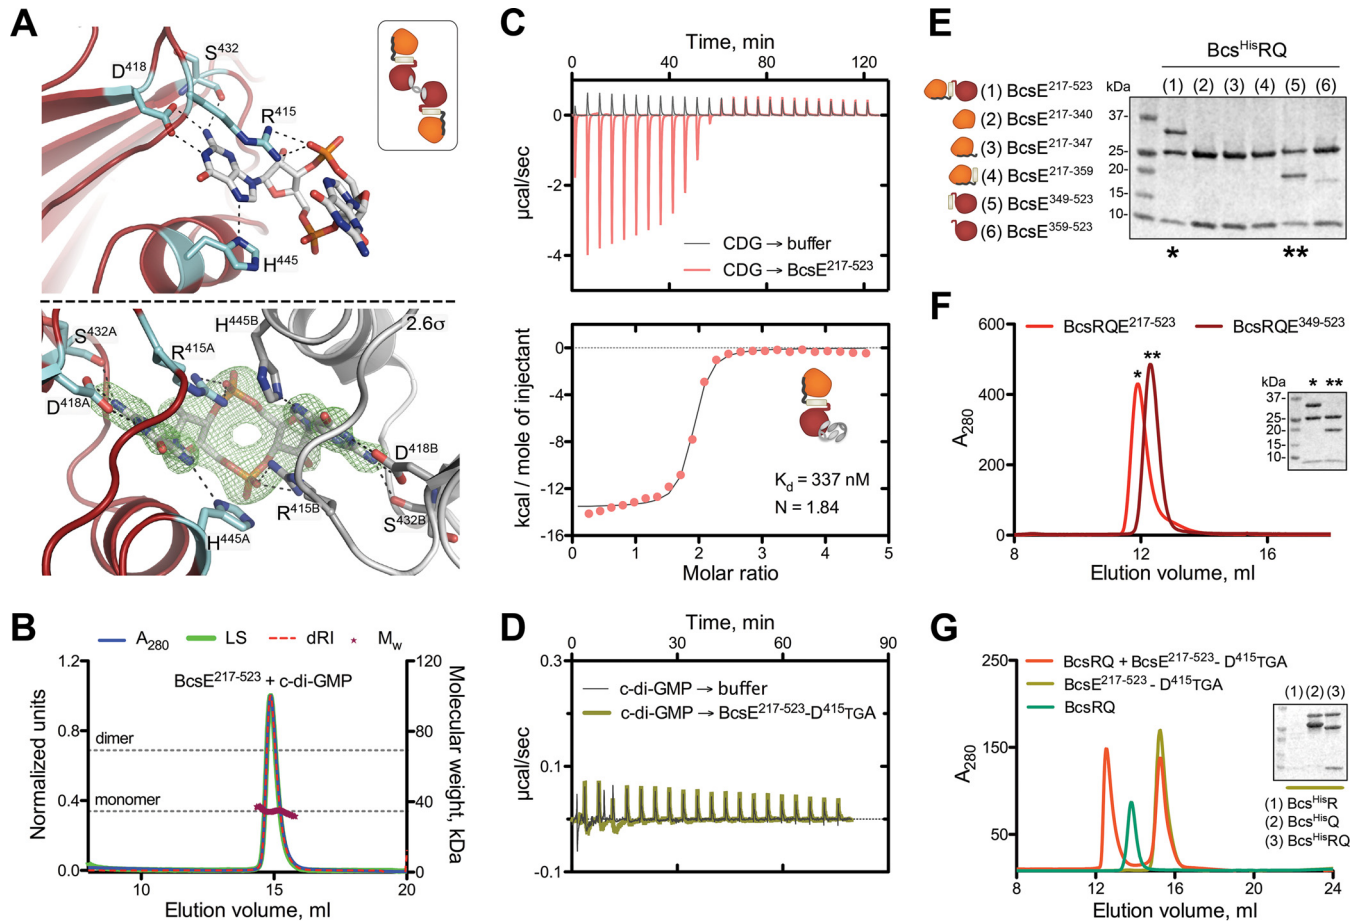 A
D418
S432
R415
H445
2.6σ
S432A
R415A
H445B
D418A
D418B
R415B
S432B
H445A
B
A280
LS
dRI
Mw
BcsE217-523 + c-di-GMP
dimer
monomer
Normalized units
1.2
0.8
0.4
0.0
120
80
40
0
Molecular weight, kDa
10
15
20
Elution volume, ml
C
Time, min
0
40
80
120
0
-2
-4
µcal/sec
CDG → buffer
CDG → BcsE217-523
0
-4
-8
-12
-16
kcal / mole of injectant
Kd = 337 nM
N = 1.84
0
1
2
3
4
5
Molar ratio
D
Time, min
0
30
60
90
0.3
0.1
-0.1
µcal/sec
c-di-GMP → buffer
c-di-GMP → BcsE217-523-D415TGA
E
BcsHisRQ
(1) BcsE217-523
(2) BcsE217-340
(3) BcsE217-347
(4) BcsE217-359
(5) BcsE349-523
(6) BcsE359-523
kDa
(1) (2) (3) (4) (5) (6)
37-
25-
20-
15-
10-
*
**
F
BcsRQE217-523
BcsRQE349-523
600
400
200
0
A280
*
**
kDa * **
37-
25-
20-
15-
10-
8
12
16
Elution volume, ml
G
BcsRQ + BcsE217-523- D415TGA
BcsE217-523 - D415TGA
BcsRQ
250
150
50
A280
(1) (2) (3)
(1) BcsHisR
(2) BcsHisQ
(3) BcsHisRQ
8
12
16
20
24
Elution volume, ml